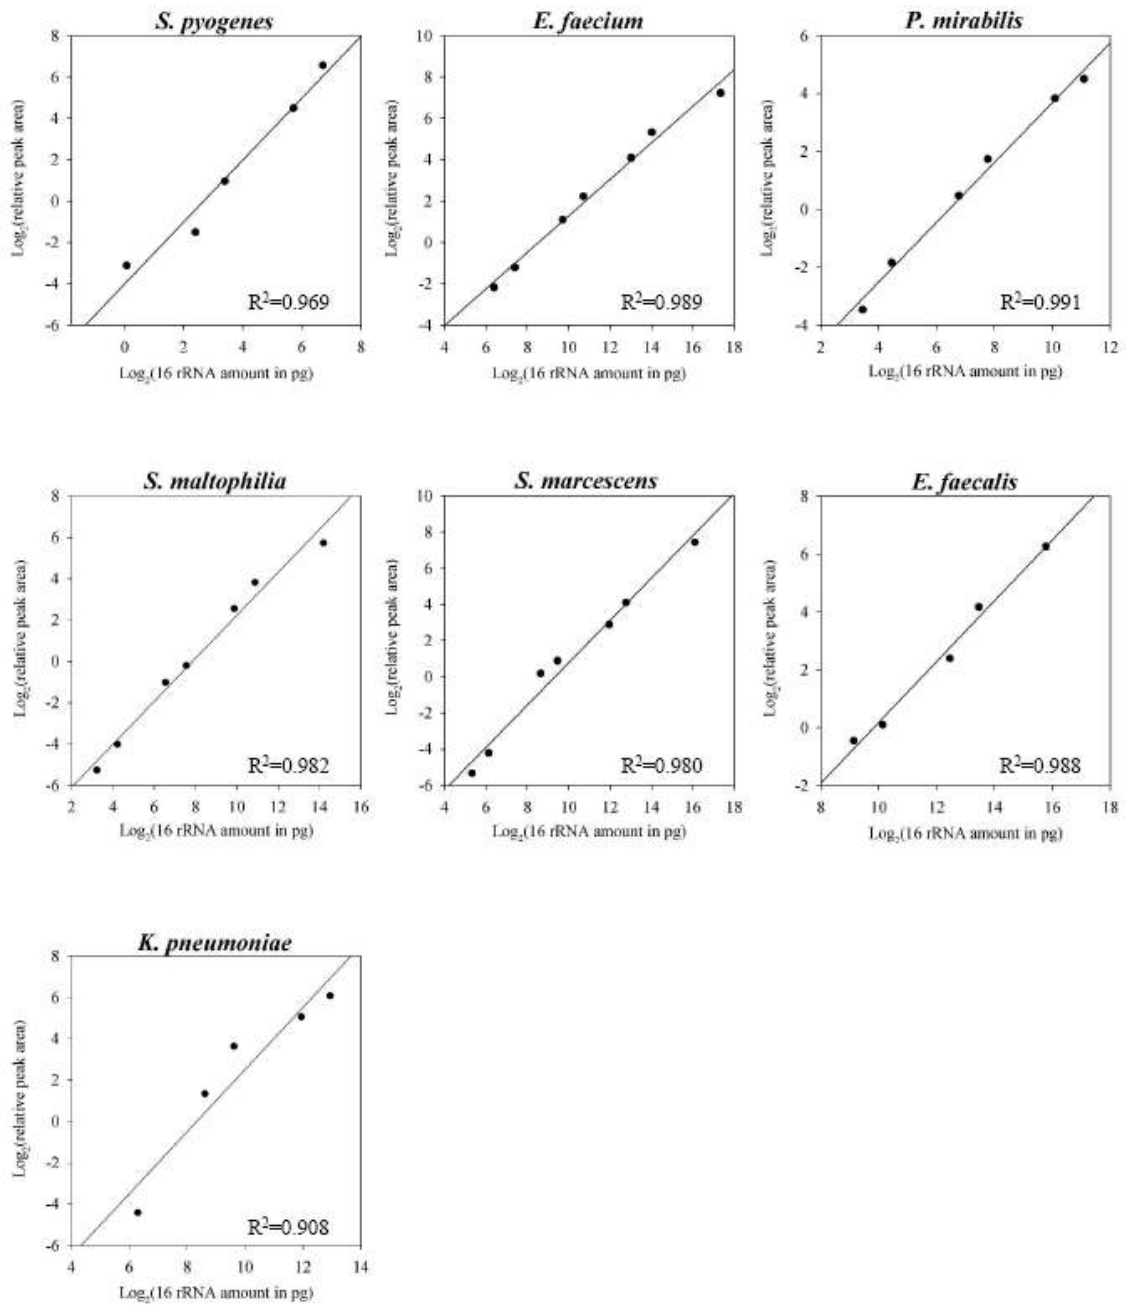 S. pyogenes
8
6
4
2
0
-2
-4
-6
Log₂(relative peak area)
R²=0.969
0 2 4 6 8
Log₂(16 rRNA amount in pg)
E. faecium
10
8
6
4
2
0
-2
-4
Log₂(relative peak area)
R²=0.989
4 6 8 10 12 14 16 18
Log₂(16 rRNA amount in pg)
P. mirabilis
6
4
2
0
-2
-4
Log₂(relative peak area)
R²=0.991
2 4 6 8 10 12
Log₂(16 rRNA amount in pg)
S. maltophilia
8
6
4
2
0
-2
-4
-6
Log₂(relative peak area)
R²=0.982
2 4 6 8 10 12 14 16
Log₂(16 rRNA amount in pg)
S. marcescens
10
8
6
4
2
0
-2
-4
-6
Log₂(relative peak area)
R²=0.980
4 6 8 10 12 14 16 18
Log₂(16 rRNA amount in pg)
E. faecalis
8
6
4
2
0
-2
Log₂(relative peak area)
R²=0.988
8 10 12 14 16 18
Log₂(16 rRNA amount in pg)
K. pneumoniae
8
6
4
2
0
-2
-4
-6
Log₂(relative peak area)
R²=0.908
4 6 8 10 12 14
Log₂(16 rRNA amount in pg)